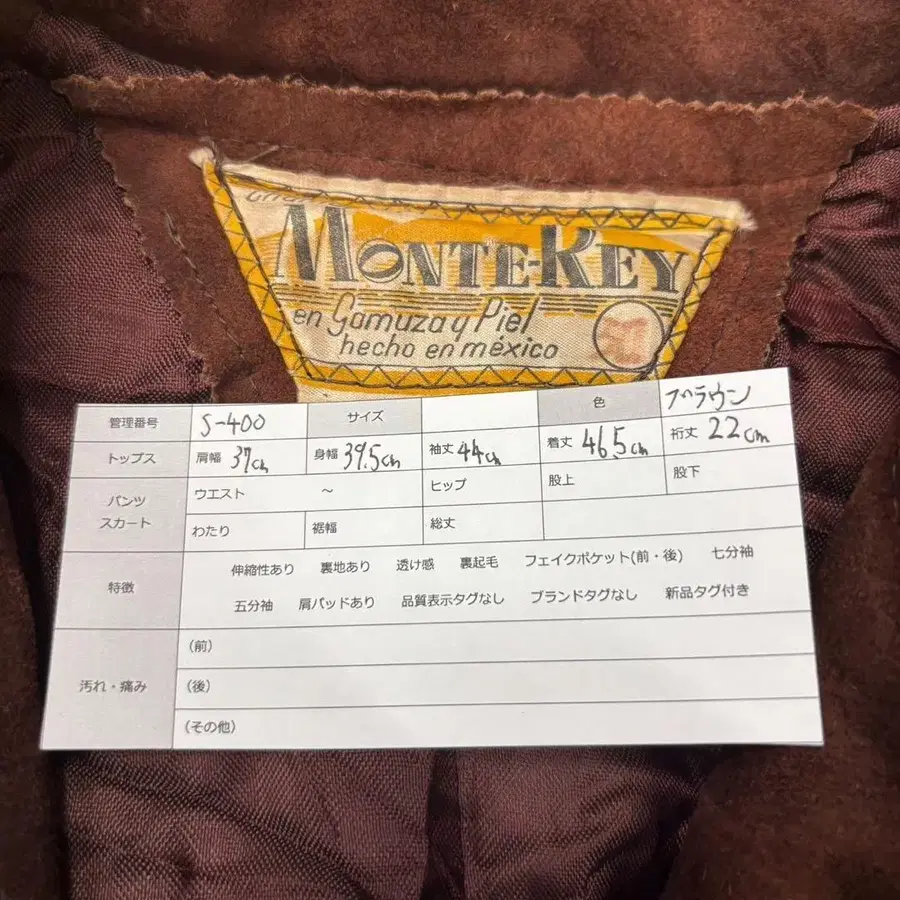 MONTE-KEY
en Gamuza y Piel
hecho en méxico
管理番号 S-400 サイズ 色 ブラウン
トップス 肩幅 37cm 身幅 39.5cm 袖丈 44cm 着丈 46.5cm 裄丈 22cm
パンツ スカート ウエスト ～ ヒップ 股上 股下
わたり 裾幅 総丈
特徴 伸縮性あり 裏地あり 透け感 裏起毛 フェイクポケット(前・後) 七分袖
五分袖 肩パッドあり 品質表示タグなし ブランドタグなし 新品タグ付き
汚れ・痛み (前)
(後)
(その他)